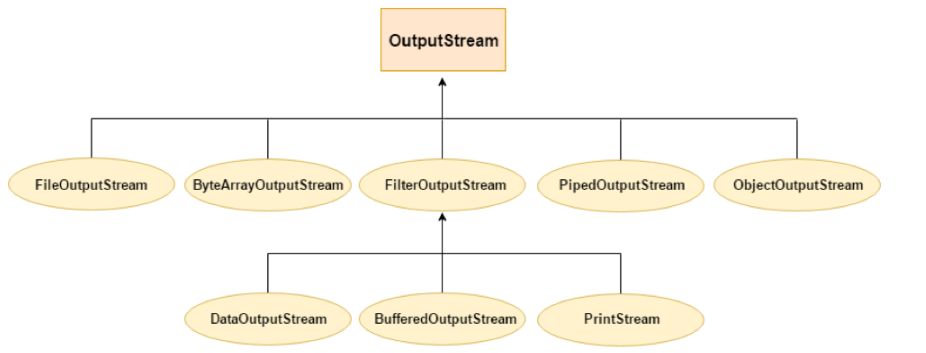 OutputStream
FileOutputStream
ByteArrayOutputStream
FilterOutputStream
PipedOutputStream
ObjectOutputStream
DataOutputStream
BufferedOutputStream
PrintStream